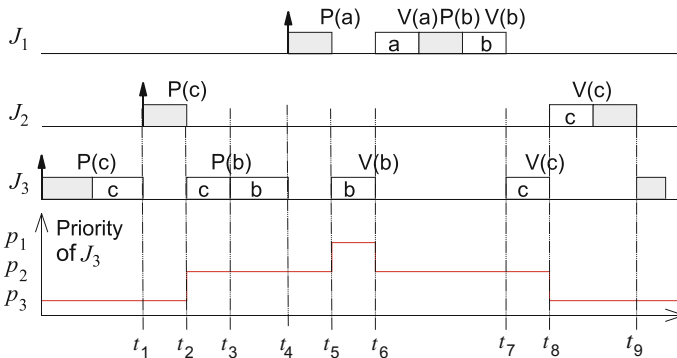 P(a) V(a) P(b) V(b)
J1 a b
P(c) V(c)
J2 c
P(c) P(b) V(b) V(c)
J3 c c b b c
Priority
of J3
p1
p2
p3
t1 t2 t3 t4 t5 t6 t7 t8 t9